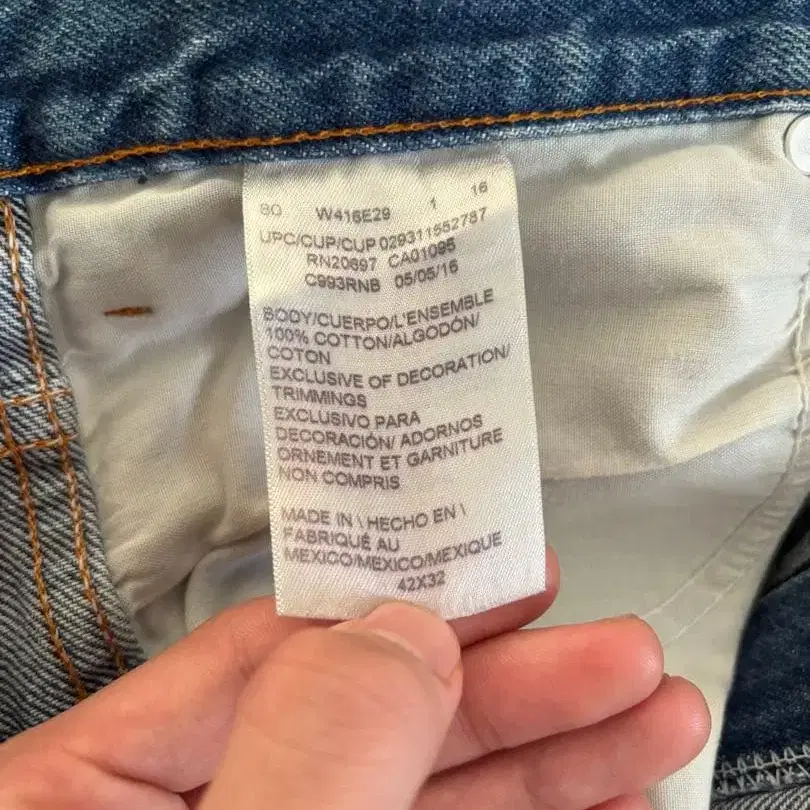 80 W416E29 1 16
UPC/CUP/CUP 029311552787
RN20697 CA01095
C993RNB 05/05/16
BODY/CUERPO/L'ENSEMBLE
100% COTTON/ALGODÓN/
COTON
EXCLUSIVE OF DECORATION/
TRIMMINGS
EXCLUSIVO PARA
DECORACIÓN/ ADORNOS
ORNEMENT ET GARNITURE
NON COMPRIS
MADE IN \ HECHO EN \
FABRIQUÉ AU
MEXICO/MEXICO/MEXIQUE
42X32